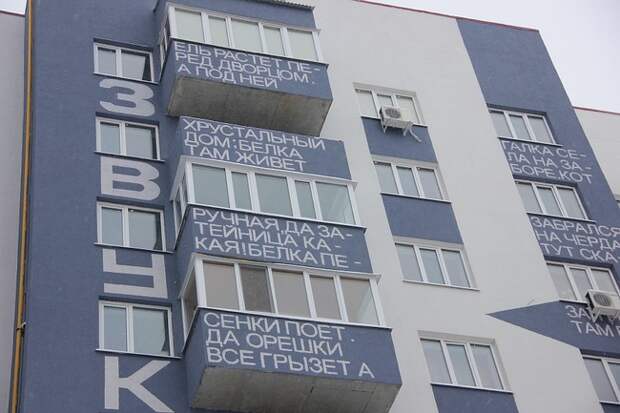 З
В
У
К
ЕЛЬ РАСТЕТ ПЕ-
РЕД ДВОРЦОМ,
А ПОД НЕЙ
ХРУСТАЛЬНЫЙ
ДОМ:БЕЛКА
ТАМ ЖИВЕТ
РУЧНАЯ,ДА ЗА-
ТЕЙНИЦА КА-
КАЯ!БЕЛКА ПЕ-
СЕНКИ ПОЕТ.
ДА ОРЕШКИ
ВСЕ ГРЫЗЕТ А
ГАЛКА СЕ-
ЛА НА ЗА-
БОРЕ.КОТ
ЗАБРАЛСЯ
НА ЧЕРДА
ТУТ СКА